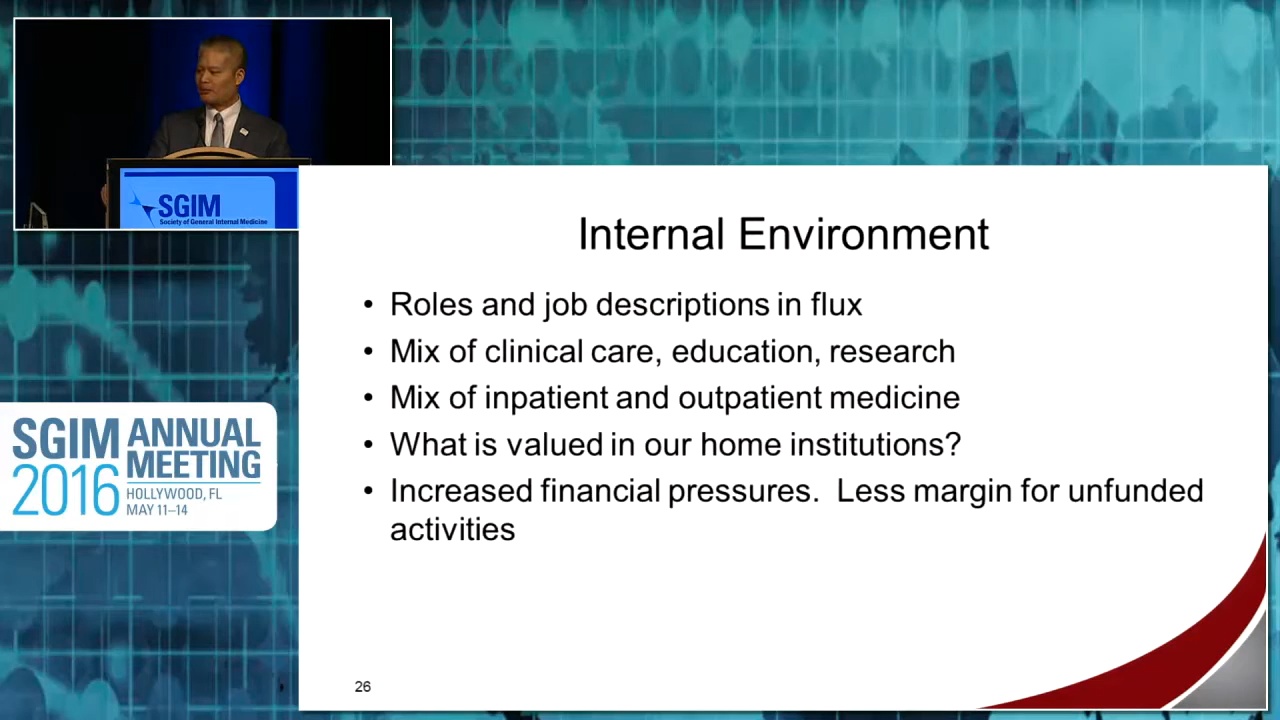 SGIM
Society of General Internal Medicine
Internal Environment
• Roles and job descriptions in flux
• Mix of clinical care, education, research
• Mix of inpatient and outpatient medicine
• What is valued in our home institutions?
• Increased financial pressures.  Less margin for unfunded
activities
26
SGIM ANNUAL
2016 MEETING
HOLLYWOOD, FL
MAY 11–14